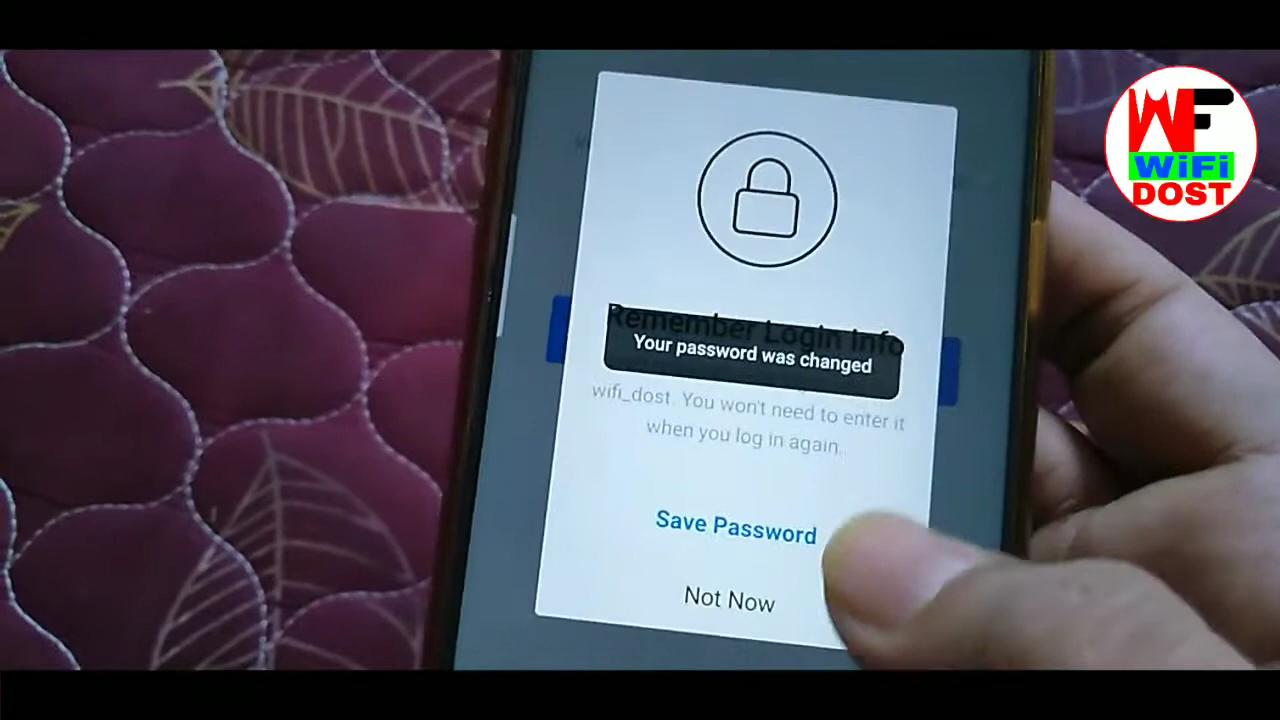 WF
WiFi
DOST
Remember Login Info
Your password was changed
wifi_dost. You won't need to enter it
when you log in again.
Save Password
Not Now